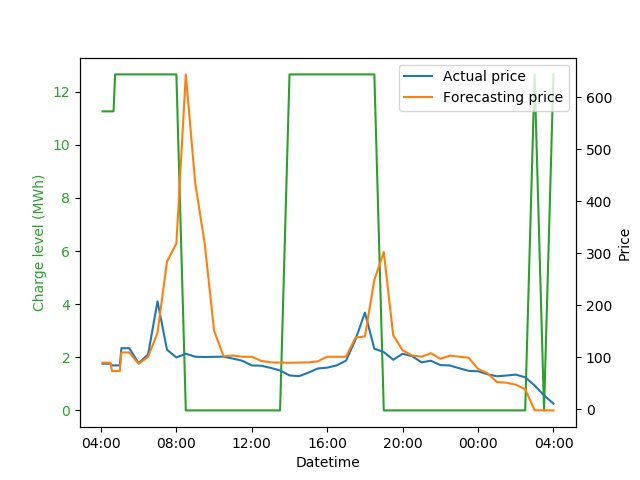 Actual price
Forecasting price
Charge level (MWh)
12
10
8
6
4
2
0
600
500
400
300
200
100
0
Price
04:00 08:00 12:00 16:00 20:00 00:00 04:00
Datetime